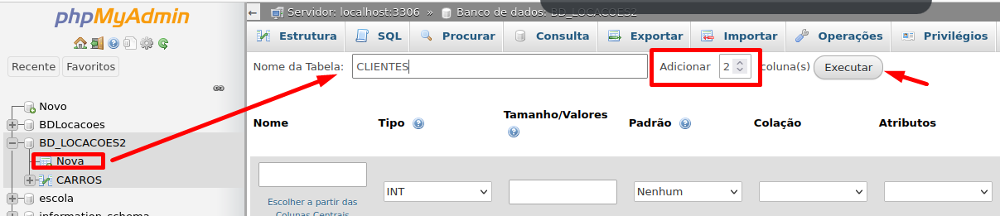 phpMyAdmin
Recente Favoritos
Novo
BDLocacoes
BD_LOCACOES2
Nova
CARROS
escola
information_schema
Servidor: localhost:3306 » Banco de dados: BD_LOCACOES2
Estrutura SQL Procurar Consulta Exportar Importar Operações Privilégios
Nome da Tabela: CLIENTES Adicionar 2 coluna(s) Executar
Nome Tipo Tamanho/Valores Padrão Colação Atributos
INT Nenhum
Escolher a partir das
Colunas Centrais